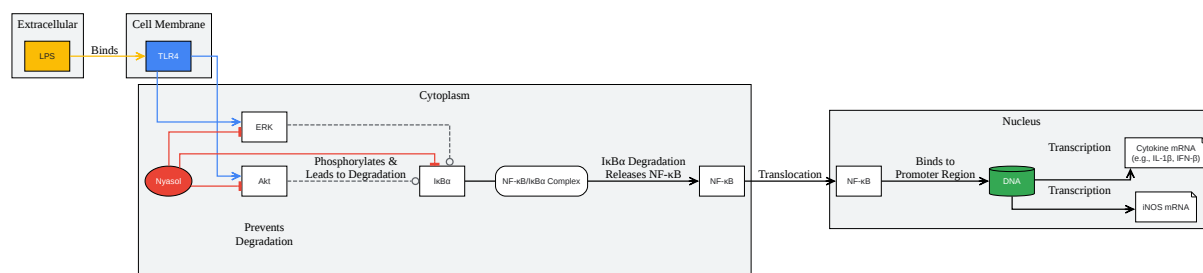 Extracellular
LPS
Binds
Cell Membrane
TLR4
Cytoplasm
ERK
Nyasol
Akt
Phosphorylates &
Leads to Degradation
IκBα
NF-κB/IκBα Complex
IκBα Degradation
Releases NF-κB
NF-κB
Prevents
Degradation
Translocation
Nucleus
NF-κB
Binds to
Promoter Region
DNA
Transcription
Cytokine mRNA
(e.g., IL-1β, IFN-β)
Transcription
iNOS mRNA